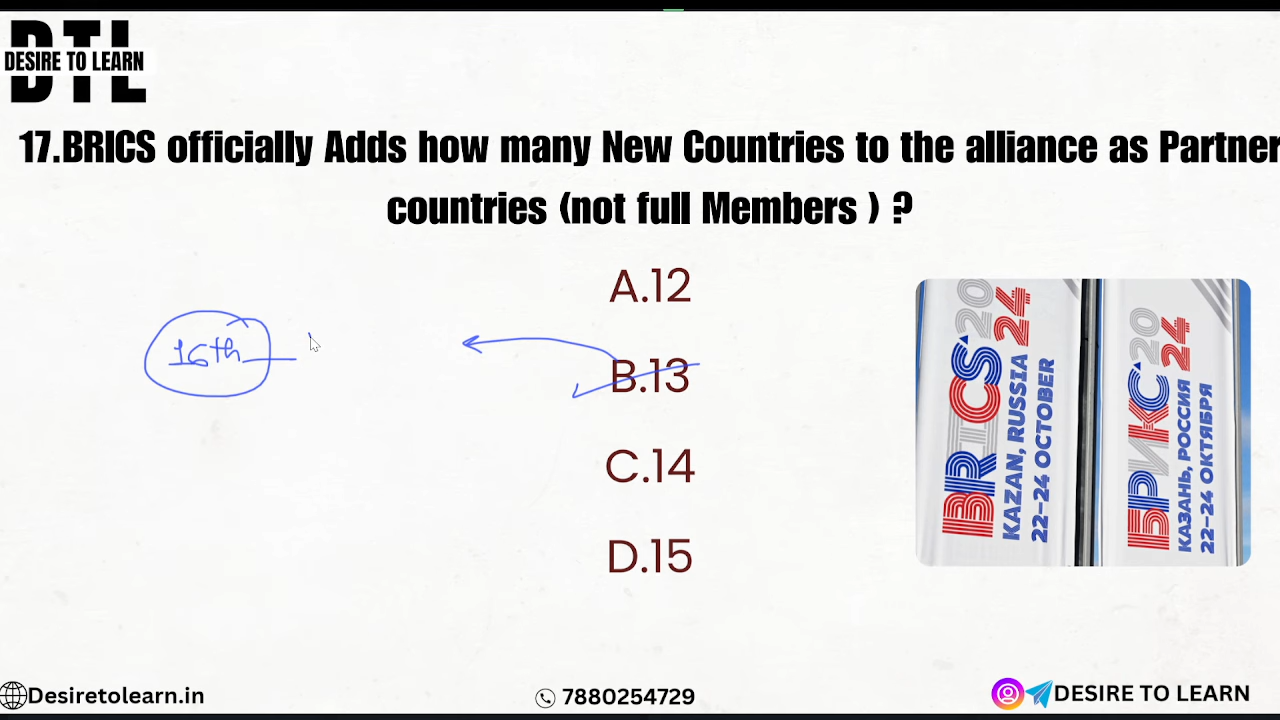 DTL
DESIRE TO LEARN
17.BRICS officially Adds how many New Countries to the alliance as Partner
countries (not full Members ) ?
A.12
16th
B.13
C.14
D.15
BRICS 2024
KAZAN, RUSSIA
22–24 OCTOBER
БРИКС 2024
КАЗАНЬ, РОССИЯ
22–24 ОКТЯБРЯ
Desiretolearn.in
7880254729
DESIRE TO LEARN